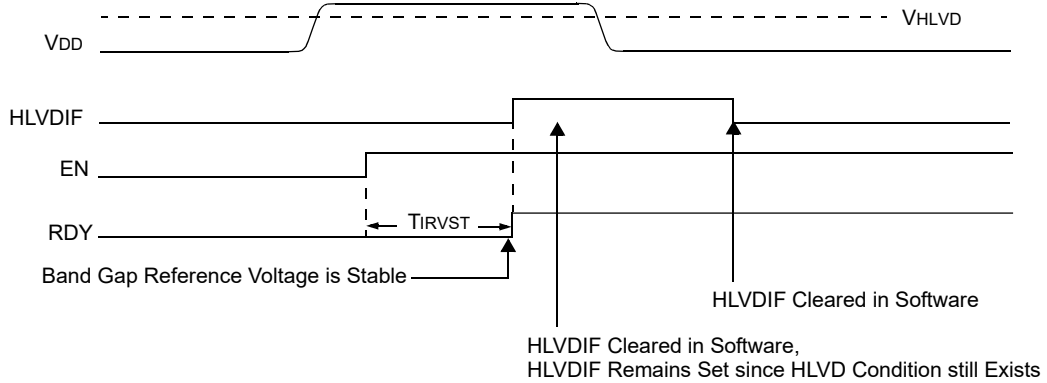 VHLVD
VDD
HLVDIF
EN
TIRVST
RDY
Band Gap Reference Voltage is Stable
HLVDIF Cleared in Software
HLVDIF Cleared in Software,
HLVDIF Remains Set since HLVD Condition still Exists